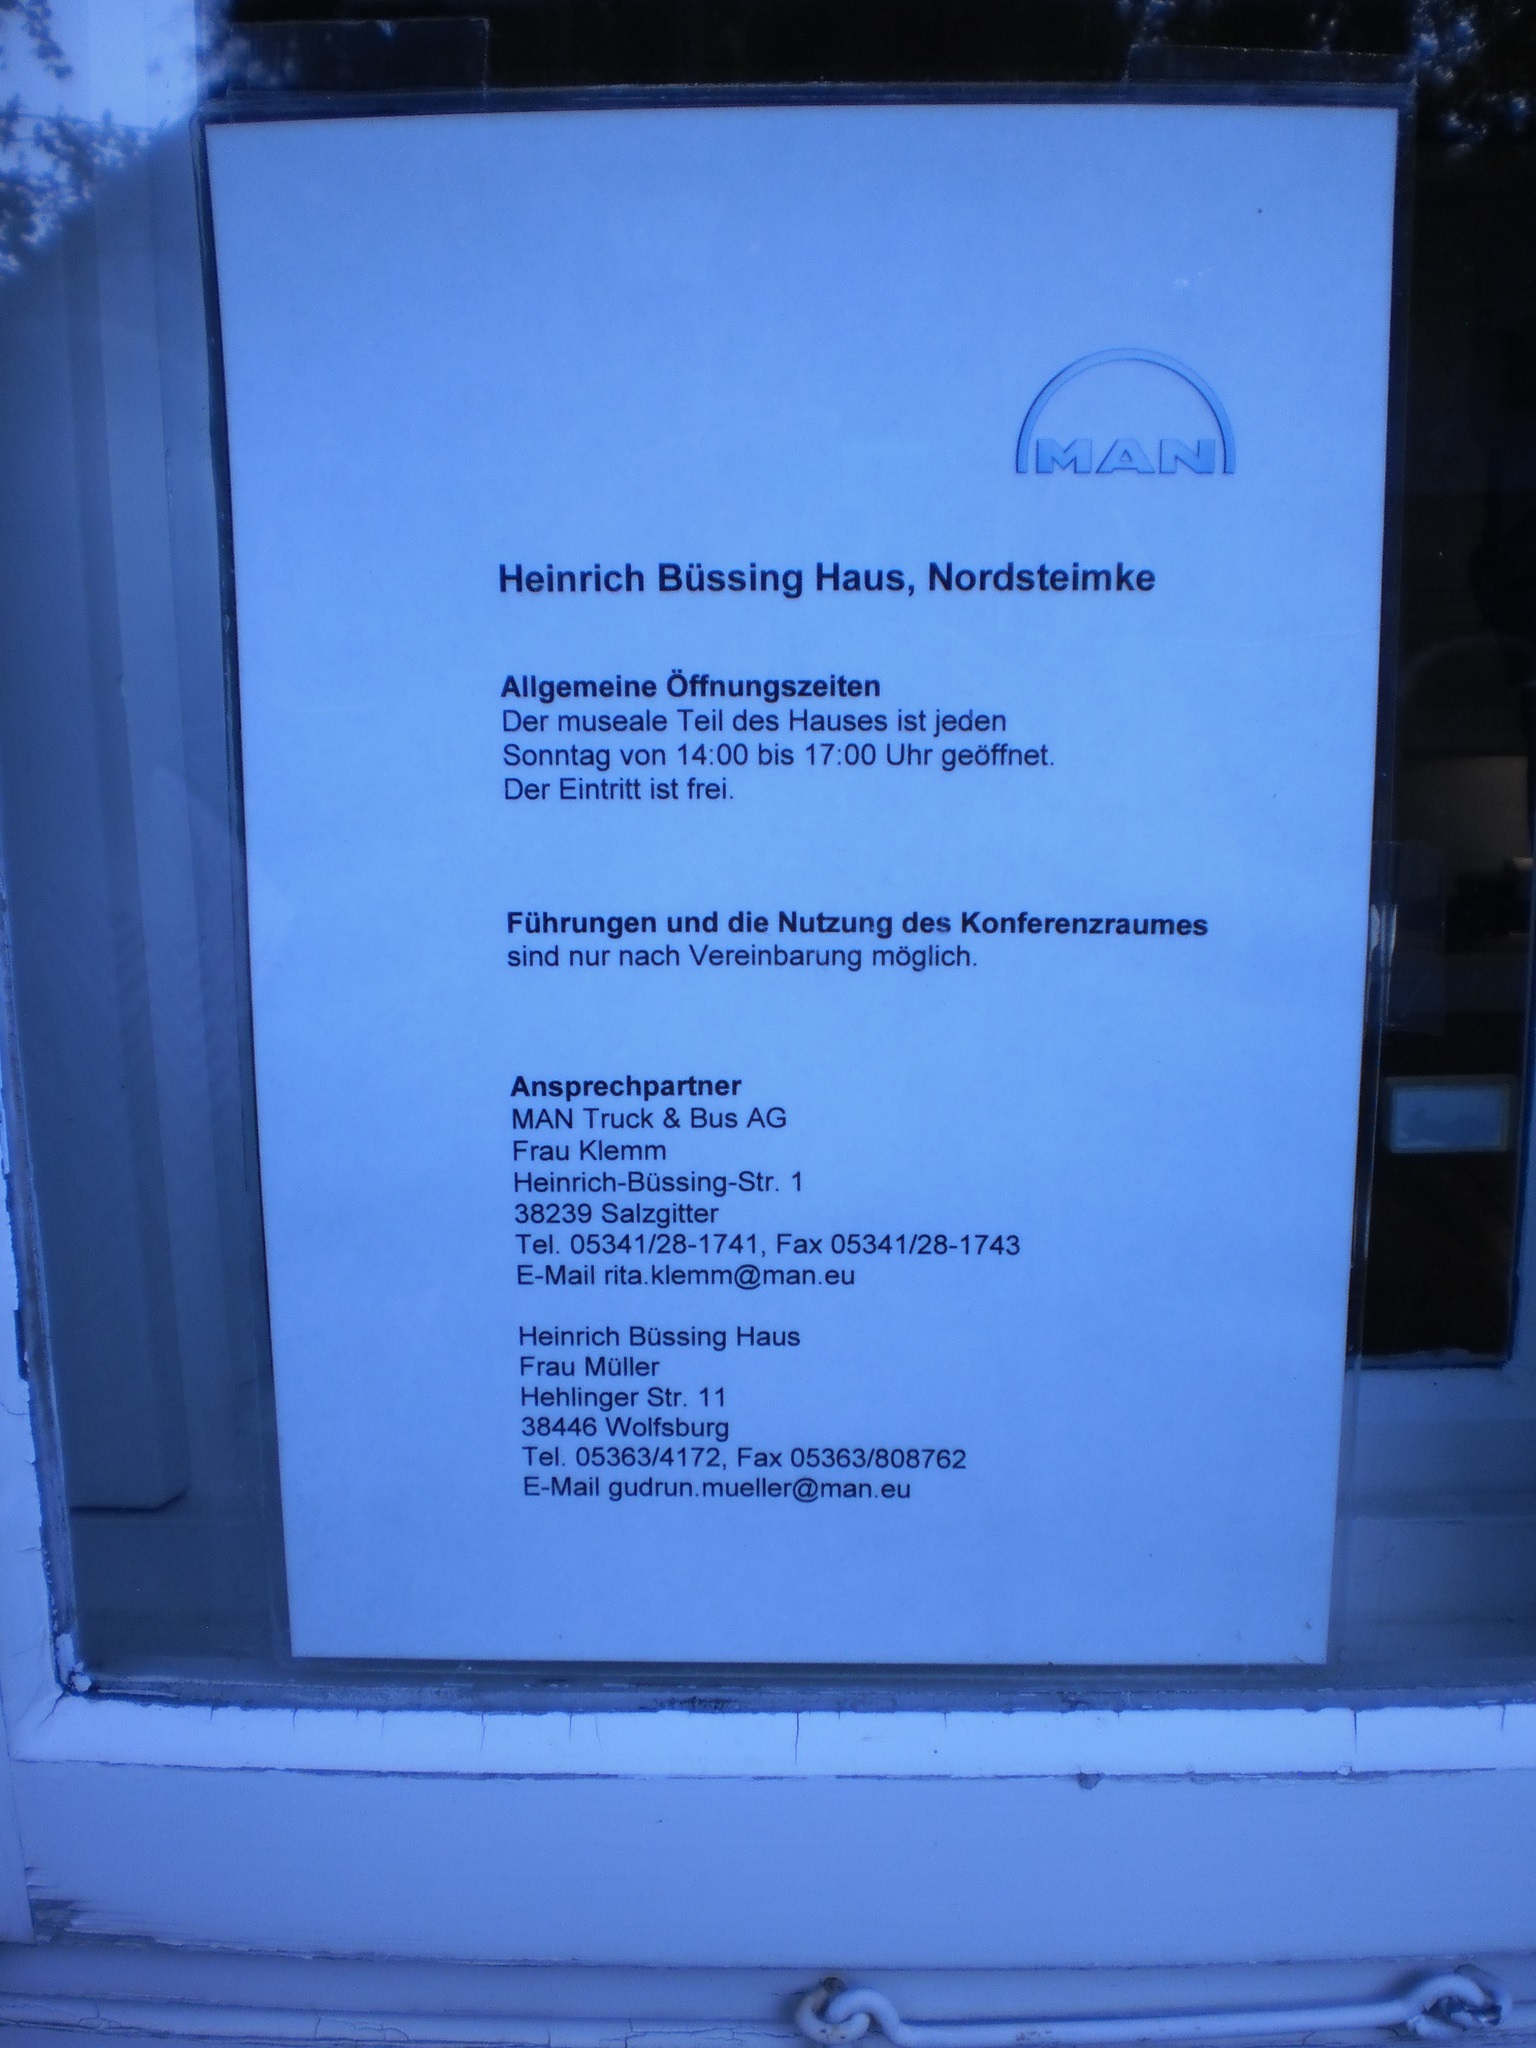 MAN
Heinrich Büssing Haus, Nordsteimke
Allgemeine Öffnungszeiten
Der museale Teil des Hauses ist jeden
Sonntag von 14:00 bis 17:00 Uhr geöffnet.
Der Eintritt ist frei.
Führungen und die Nutzung des Konferenzraumes
sind nur nach Vereinbarung möglich.
Ansprechpartner
MAN Truck & Bus AG
Frau Klemm
Heinrich-Büssing-Str. 1
38239 Salzgitter
Tel. 05341/28-1741, Fax 05341/28-1743
E-Mail rita.klemm@man.eu
Heinrich Büssing Haus
Frau Müller
Hehlinger Str. 11
38446 Wolfsburg
Tel. 05363/4172, Fax 05363/808762
E-Mail gudrun.mueller@man.eu